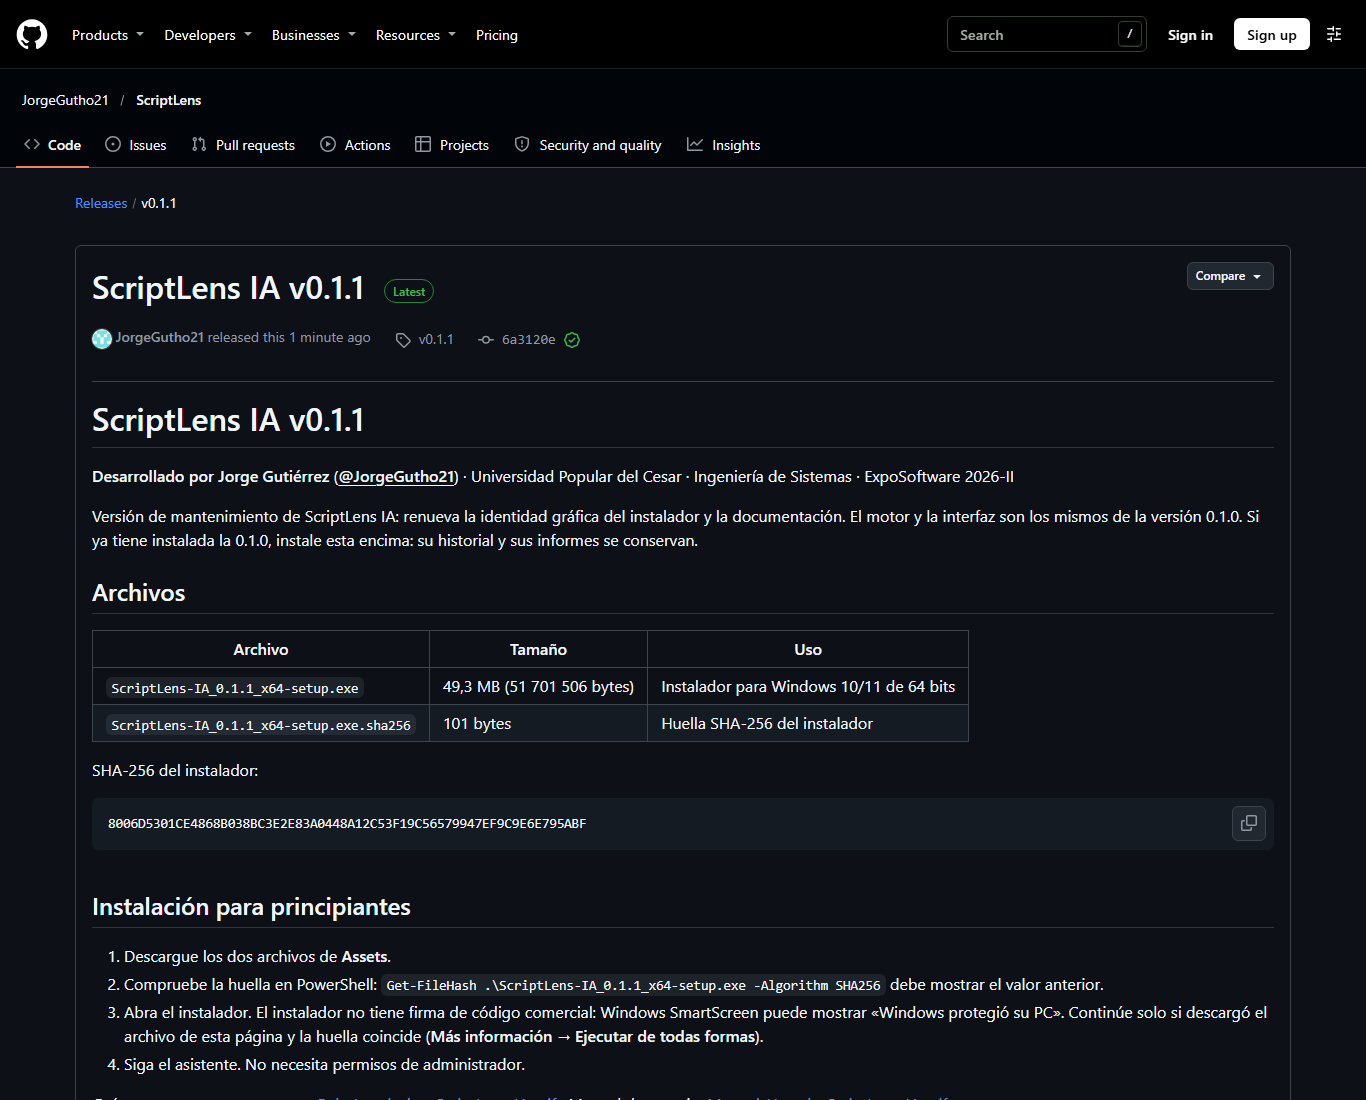 Products Developers Businesses Resources Pricing Search / Sign in Sign up
JorgeGutho21 / ScriptLens
Code Issues Pull requests Actions Projects Security and quality Insights
Releases / v0.1.1
ScriptLens IA v0.1.1 Latest Compare
JorgeGutho21 released this 1 minute ago v0.1.1 6a3120e
ScriptLens IA v0.1.1
Desarrollado por Jorge Gutiérrez (@JorgeGutho21) · Universidad Popular del Cesar · Ingeniería de Sistemas · ExpoSoftware 2026-II
Versión de mantenimiento de ScriptLens IA: renueva la identidad gráfica del instalador y la documentación. El motor y la interfaz son los mismos de la versión 0.1.0. Si
ya tiene instalada la 0.1.0, instale esta encima: su historial y sus informes se conservan.
Archivos
Archivo Tamaño Uso
ScriptLens-IA_0.1.1_x64-setup.exe 49,3 MB (51 701 506 bytes) Instalador para Windows 10/11 de 64 bits
ScriptLens-IA_0.1.1_x64-setup.exe.sha256 101 bytes Huella SHA-256 del instalador
SHA-256 del instalador:
8006D5301CE4868B038BC3E2E83A0448A12C53F19C56579947EF9C9E6E795ABF
Instalación para principiantes
1. Descargue los dos archivos de Assets.
2. Compruebe la huella en PowerShell: Get-FileHash .\ScriptLens-IA_0.1.1_x64-setup.exe -Algorithm SHA256 debe mostrar el valor anterior.
3. Abra el instalador. El instalador no tiene firma de código comercial: Windows SmartScreen puede mostrar «Windows protegió su PC». Continúe solo si descargó el
archivo de esta página y la huella coincide (Más información → Ejecutar de todas formas).
4. Siga el asistente. No necesita permisos de administrador.